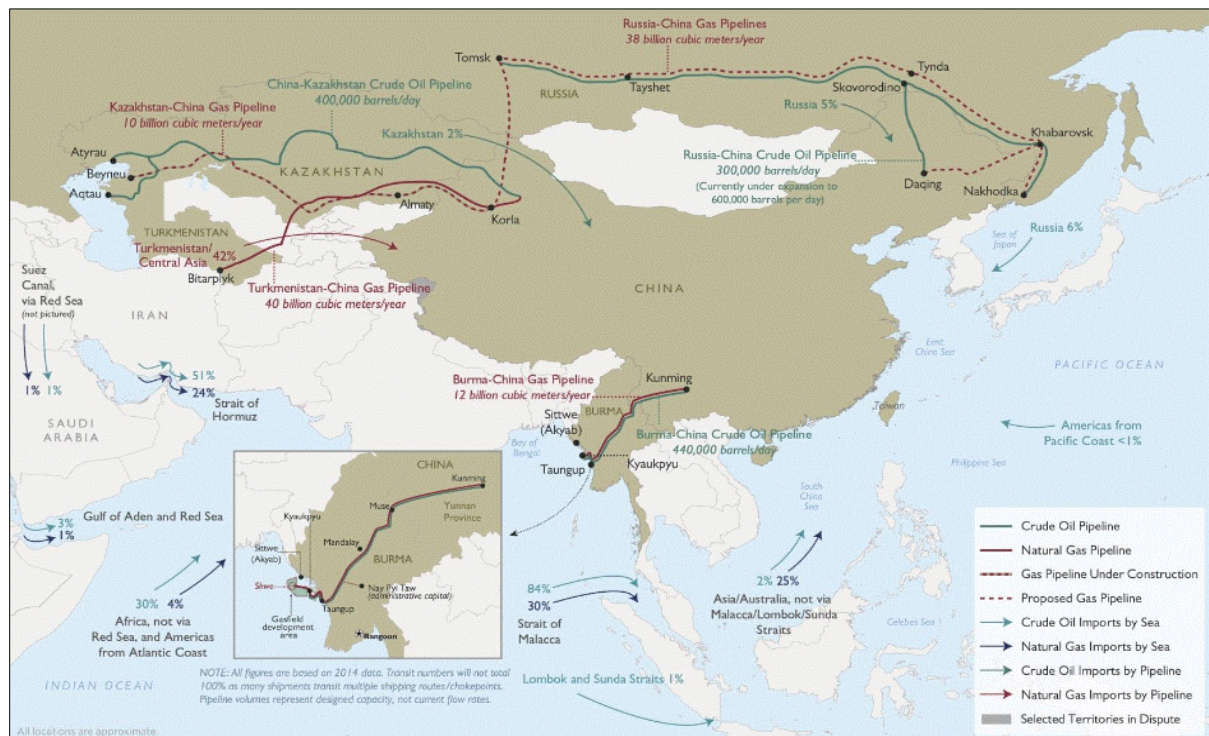 Russia-China Gas Pipelines
38 billion cubic meters/year
Tomsk
Tynda
Tayshet
Skovorodino
China-Kazakhstan Crude Oil Pipeline
400,000 barrels/day
RUSSIA
Kazakhstan-China Gas Pipeline
10 billion cubic meters/year
Russia 5%
Kazakhstan 2%
Khabarovsk
Atyrau
Beyneu
Aqtau
KAZAKHSTAN
Russia-China Crude Oil Pipeline
300,000 barrels/day
(Currently under expansion to
600,000 barrels per day)
Daqing
Nakhodka
Almaty
Korla
TURKMENISTAN
Turkmenistan/
Central Asia
42%
Bitarplyk
Sea of
Japan
Russia 6%
Suez
Canal,
via Red Sea
(not pictured)
Turkmenistan-China Gas Pipeline
40 billion cubic meters/year
CHINA
IRAN
East
China Sea
PACIFIC OCEAN
1% 1%
51%
24%
Strait of
Hormuz
Burma-China Gas Pipeline
12 billion cubic meters/year
Kunming
SAUDI
ARABIA
Sittwe
(Akyab)
BURMA
Taiwan
Bay of
Bengal
Burma-China Crude Oil Pipeline
440,000 barrels/day
Americas from
Pacific Coast <1%
Taungup
Kyaukpyu
Philippine Sea
CHINA
Kunming
Muse
Yunnan
Province
Kyaukpyu
Mandalay
Sittwe
(Akyab)
BURMA
Shwe
Nay Pyi Taw
(administrative capital)
Taungup
Gasfield
development
area
Rangoon
South
China
Sea
3%
1%
Gulf of Aden and Red Sea
30% 4%
Africa, not via
Red Sea, and Americas
from Atlantic Coast
84%
30%
Strait of
Malacca
2% 25%
Asia/Australia, not via
Malacca/Lombok/Sunda
Straits
Celebes Sea
NOTE: All figures are based on 2014 data. Transit numbers will not total
100% as many shipments transit multiple shipping routes/chokepoints.
Pipeline volumes represent designed capacity, not current flow rates.
Lombok and Sunda Straits 1%
INDIAN OCEAN
All locations are approximate.
Crude Oil Pipeline
Natural Gas Pipeline
Gas Pipeline Under Construction
Proposed Gas Pipeline
Crude Oil Imports by Sea
Natural Gas Imports by Sea
Crude Oil Imports by Pipeline
Natural Gas Imports by Pipeline
Selected Territories in Dispute